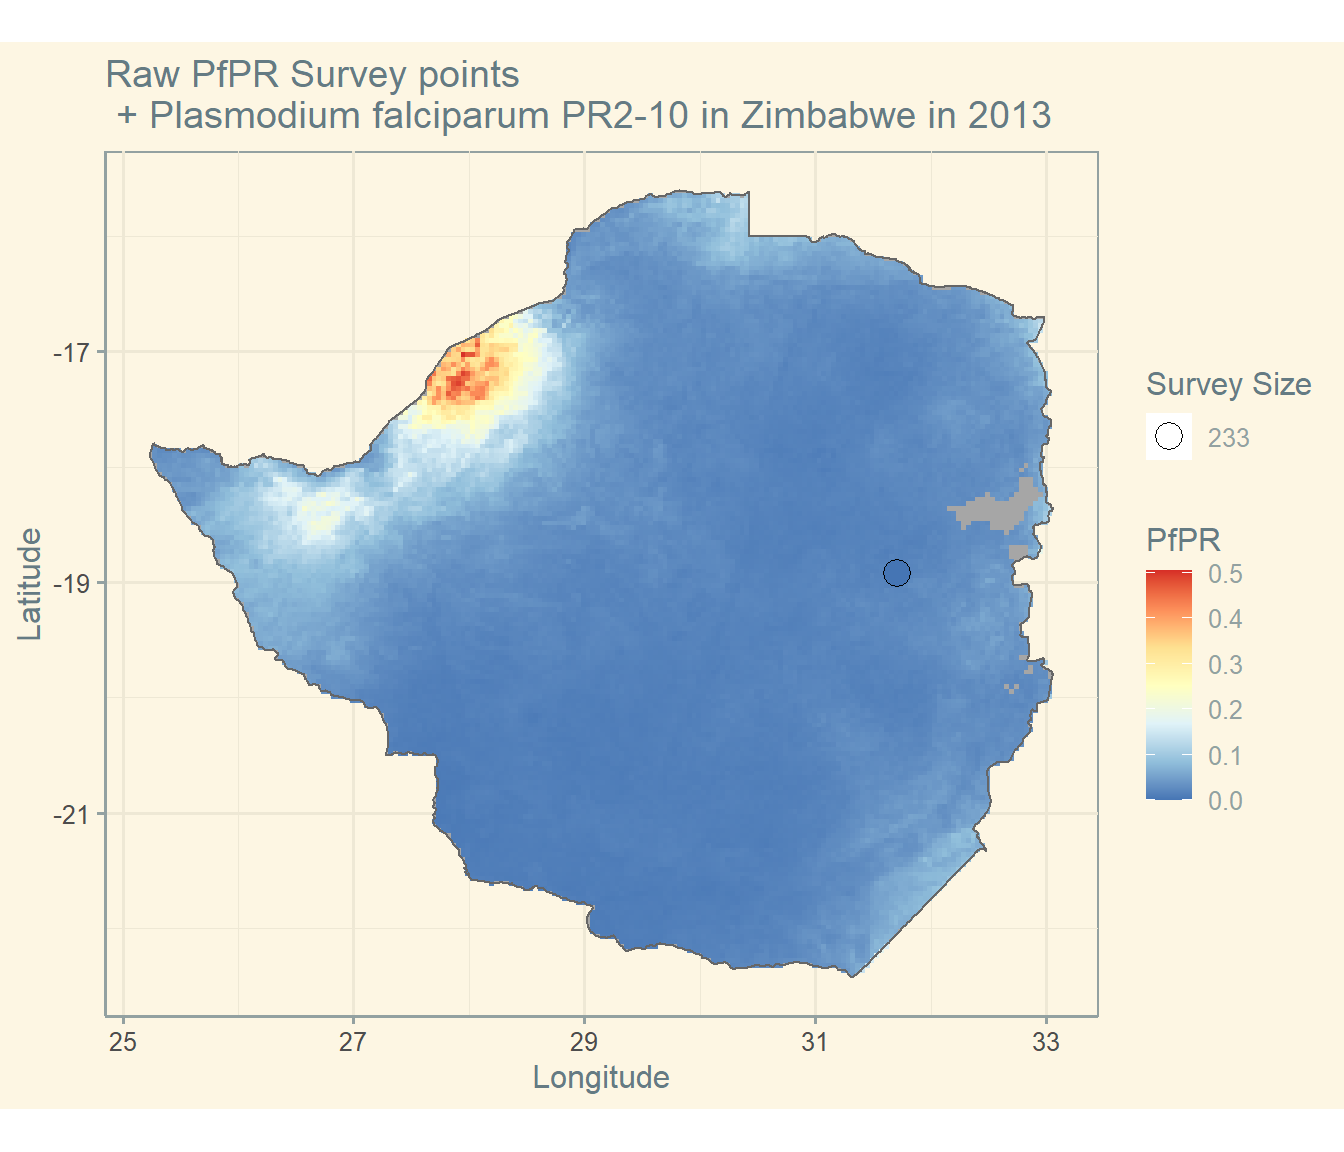 Raw PfPR Survey points
+ Plasmodium falciparum PR2-10 in Zimbabwe in 2013
-17
-19
-21
Latitude
25 27 29 31 33
Longitude
Survey Size
233
PfPR
0.5
0.4
0.3
0.2
0.1
0.0